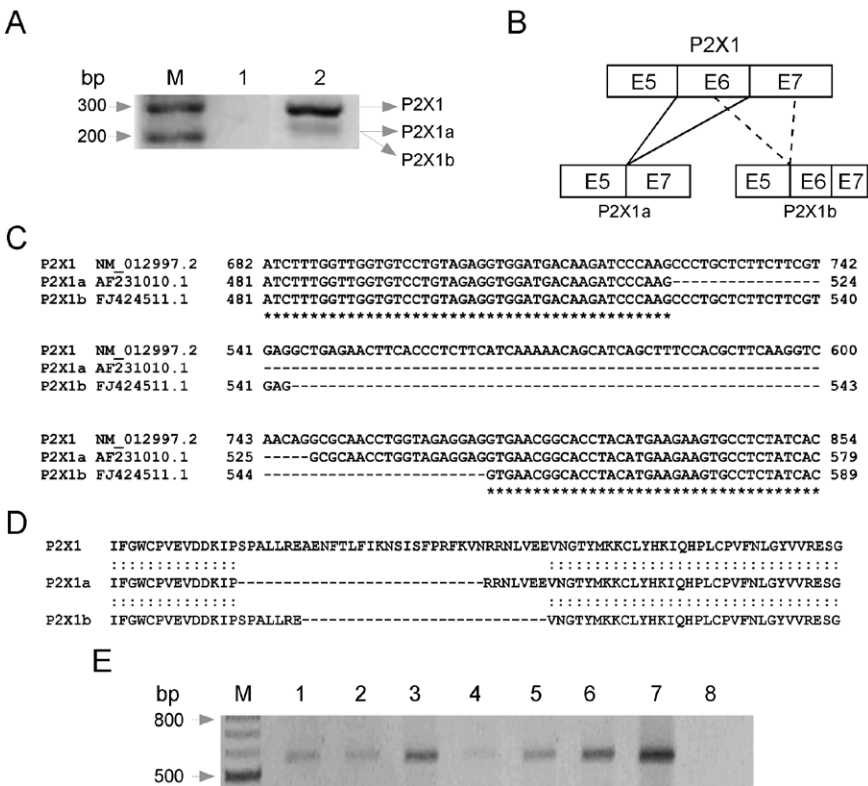 A
bp M 1 2
300
200
P2X1
P2X1a
P2X1b
B
P2X1
E5 E6 E7
E5 E7
P2X1a
E5 E6 E7
P2X1b
C
P2X1 NM_012997.2 682 ATCTTTGGTTGGTGTCCTGTAGAGGTGGATGACAAGATCCCAAGCCCTGCTCTTCTTCGT 742
P2X1a AF231010.1 481 ATCTTTGGTTGGTGTCCTGTAGAGGTGGATGACAAGATCCCAAG---------------- 524
P2X1b FJ424511.1 481 ATCTTTGGTTGGTGTCCTGTAGAGGTGGATGACAAGATCCCAAGCCCTGCTCTTCTTCGT 540
********************************************
P2X1 NM_012997.2 541 GAGGCTGAGAACTTCACCCTCTTCATCAAAAACAGCATCAGCTTTCCACGCTTCAAGGTC 600
P2X1a AF231010.1 ------------------------------------------------------------
P2X1b FJ424511.1 541 GAG--------------------------------------------------------- 543
P2X1 NM_012997.2 743 AACAGGCGCAACCTGGTAGAGGAGGTGAACGGCACCTACATGAAGAAGTGCCTCTATCAC 854
P2X1a AF231010.1 525 -----GCGCAACCTGGTAGAGGAGGTGAACGGCACCTACATGAAGAAGTGCCTCTATCAC 579
P2X1b FJ424511.1 544 ------------------------GTGAACGGCACCTACATGAAGAAGTGCCTCTATCAC 589
************************************
D
P2X1 IFGWCPVEVDDKIPSPALLREAENFTLFIKNSISFPRFKVNRRNLVEEVNGTYMKKCLYHKIQHPLCPVFNLGYVVRESG
:::::::::::::: ::::::::::::::::::::::::::::::::
P2X1a IFGWCPVEVDDKIP---------------------------RRNLVEEVNGTYMKKCLYHKIQHPLCPVFNLGYVVRESG
:::::::::::::: ::::::::::::::::::::::::::::::::
P2X1b IFGWCPVEVDDKIPSPALLRE---------------------------VNGTYMKKCLYHKIQHPLCPVFNLGYVVRESG
E
bp M 1 2 3 4 5 6 7 8
800
500